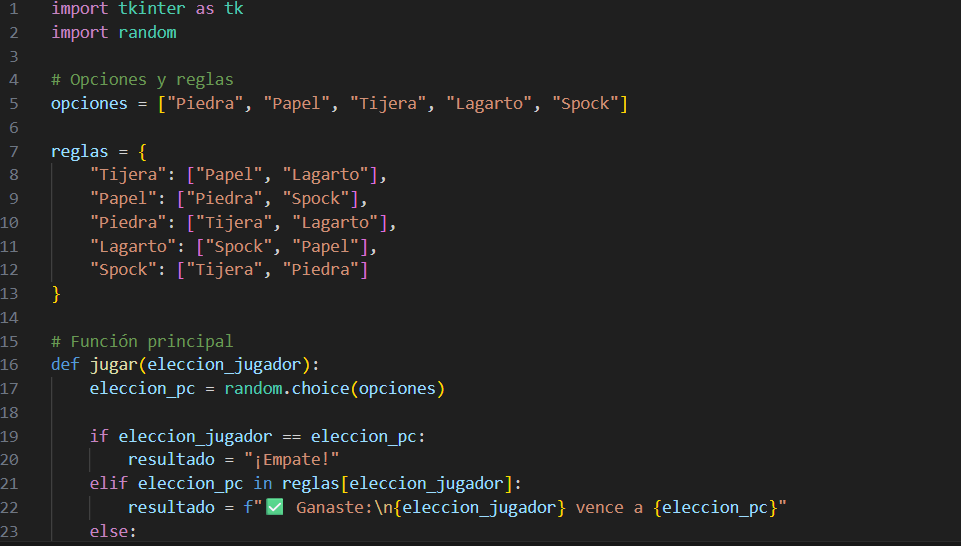 1 import tkinter as tk
2 import random
3
4 # Opciones y reglas
5 opciones = ["Piedra", "Papel", "Tijera", "Lagarto", "Spock"]
6
7 reglas = {
8     "Tijera": ["Papel", "Lagarto"],
9     "Papel": ["Piedra", "Spock"],
10     "Piedra": ["Tijera", "Lagarto"],
11     "Lagarto": ["Spock", "Papel"],
12     "Spock": ["Tijera", "Piedra"]
13 }
14
15 # Función principal
16 def jugar(eleccion_jugador):
17     eleccion_pc = random.choice(opciones)
18
19     if eleccion_jugador == eleccion_pc:
20         resultado = "¡Empate!"
21     elif eleccion_pc in reglas[eleccion_jugador]:
22         resultado = f"✅ Ganaste:\n{eleccion_jugador} vence a {eleccion_pc}"
23     else: